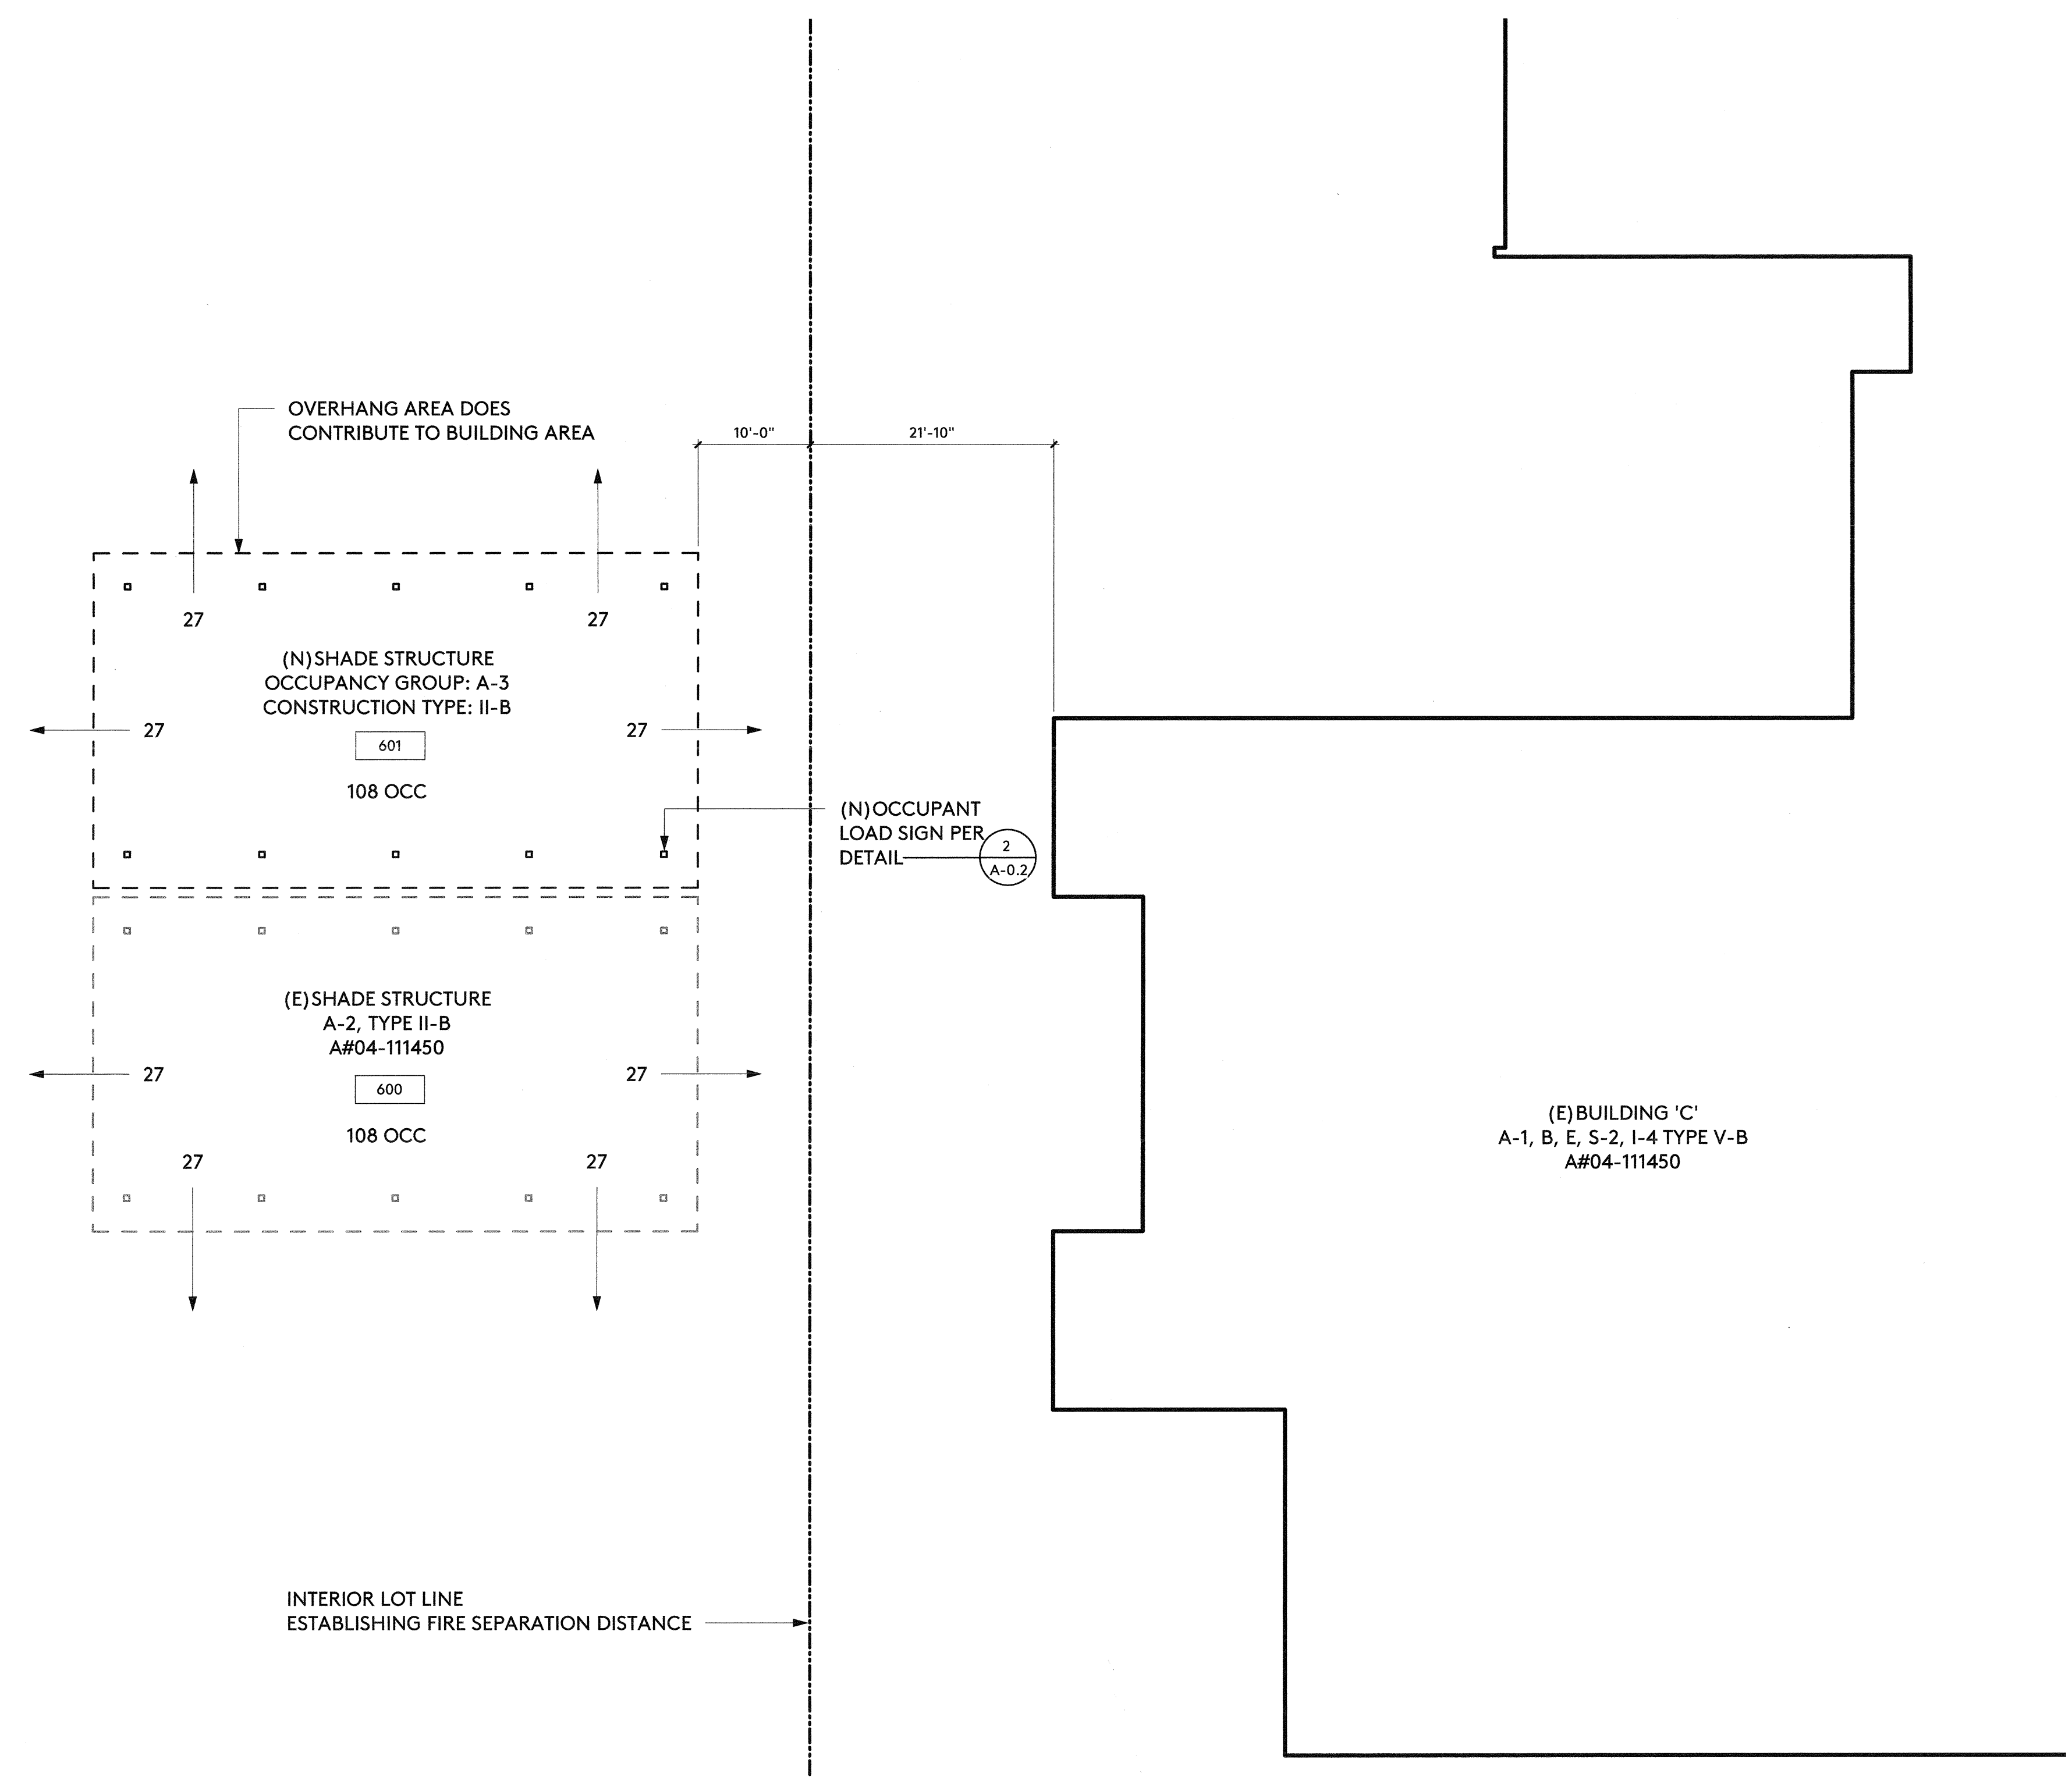 OVERHANG AREA DOES
CONTRIBUTE TO BUILDING AREA
10'-0"
21'-10"
27
27
(N)SHADE STRUCTURE
OCCUPANCY GROUP: A-3
CONSTRUCTION TYPE: II-B
27
27
601
108 OCC
(N)OCCUPANT
LOAD SIGN PER
DETAIL
2
A-0.2
(E)SHADE STRUCTURE
A-2, TYPE II-B
A#04-111450
27
27
600
108 OCC
27
27
(E)BUILDING 'C'
A-1, B, E, S-2, I-4 TYPE V-B
A#04-111450
INTERIOR LOT LINE
ESTABLISHING FIRE SEPARATION DISTANCE